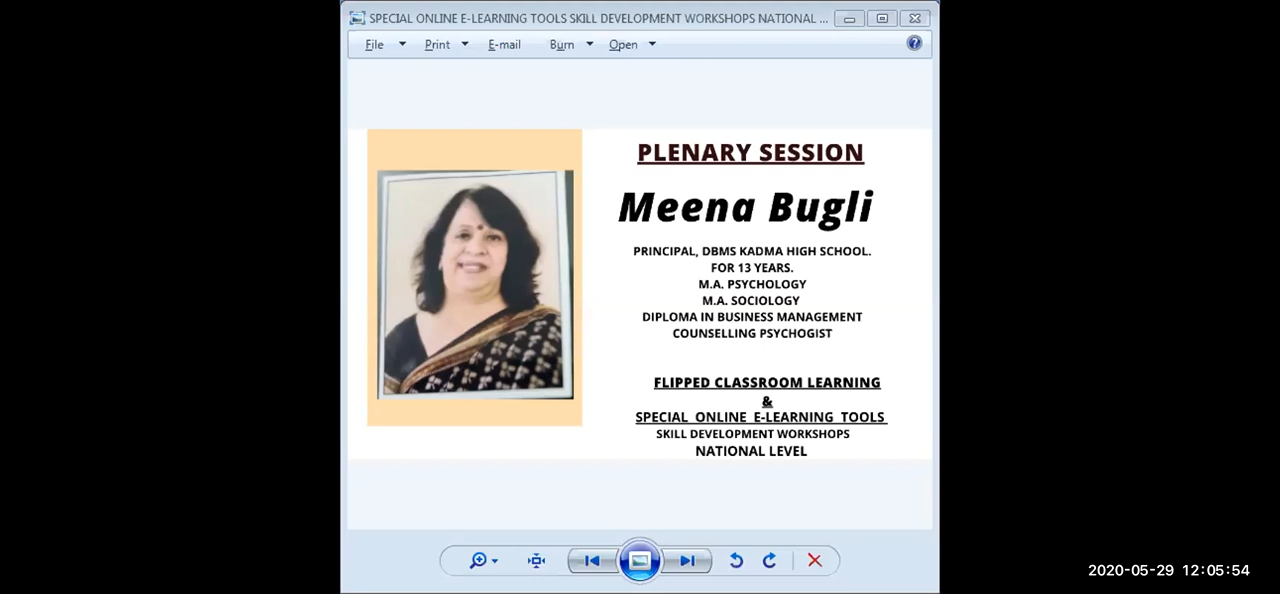 SPECIAL ONLINE E-LEARNING TOOLS SKILL DEVELOPMENT WORKSHOPS NATIONAL ...
File Print E-mail Burn Open
PLENARY SESSION
Meena Bugli
PRINCIPAL, DBMS KADMA HIGH SCHOOL.
FOR 13 YEARS.
M.A. PSYCHOLOGY
M.A. SOCIOLOGY
DIPLOMA IN BUSINESS MANAGEMENT
COUNSELLING PSYCHOGIST
FLIPPED CLASSROOM LEARNING
&
SPECIAL ONLINE E-LEARNING TOOLS
SKILL DEVELOPMENT WORKSHOPS
NATIONAL LEVEL
2020-05-29 12:05:54